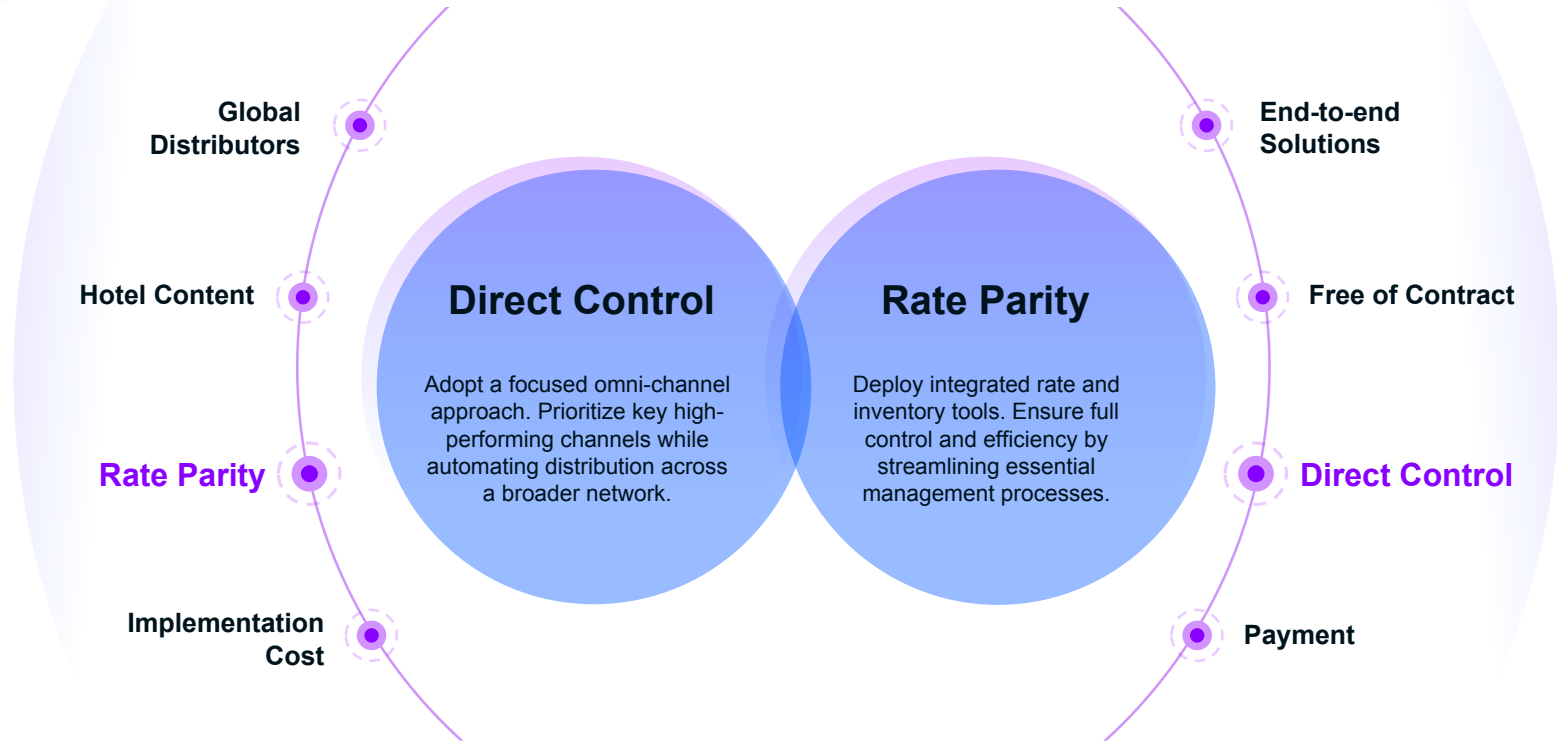 Global
Distributors
Hotel Content
Rate Parity
Implementation
Cost
Direct Control
Adopt a focused omni-channel
approach. Prioritize key high-
performing channels while
automating distribution across
a broader network.
Rate Parity
Deploy integrated rate and
inventory tools. Ensure full
control and efficiency by
streamlining essential
management processes.
End-to-end
Solutions
Free of Contract
Direct Control
Payment